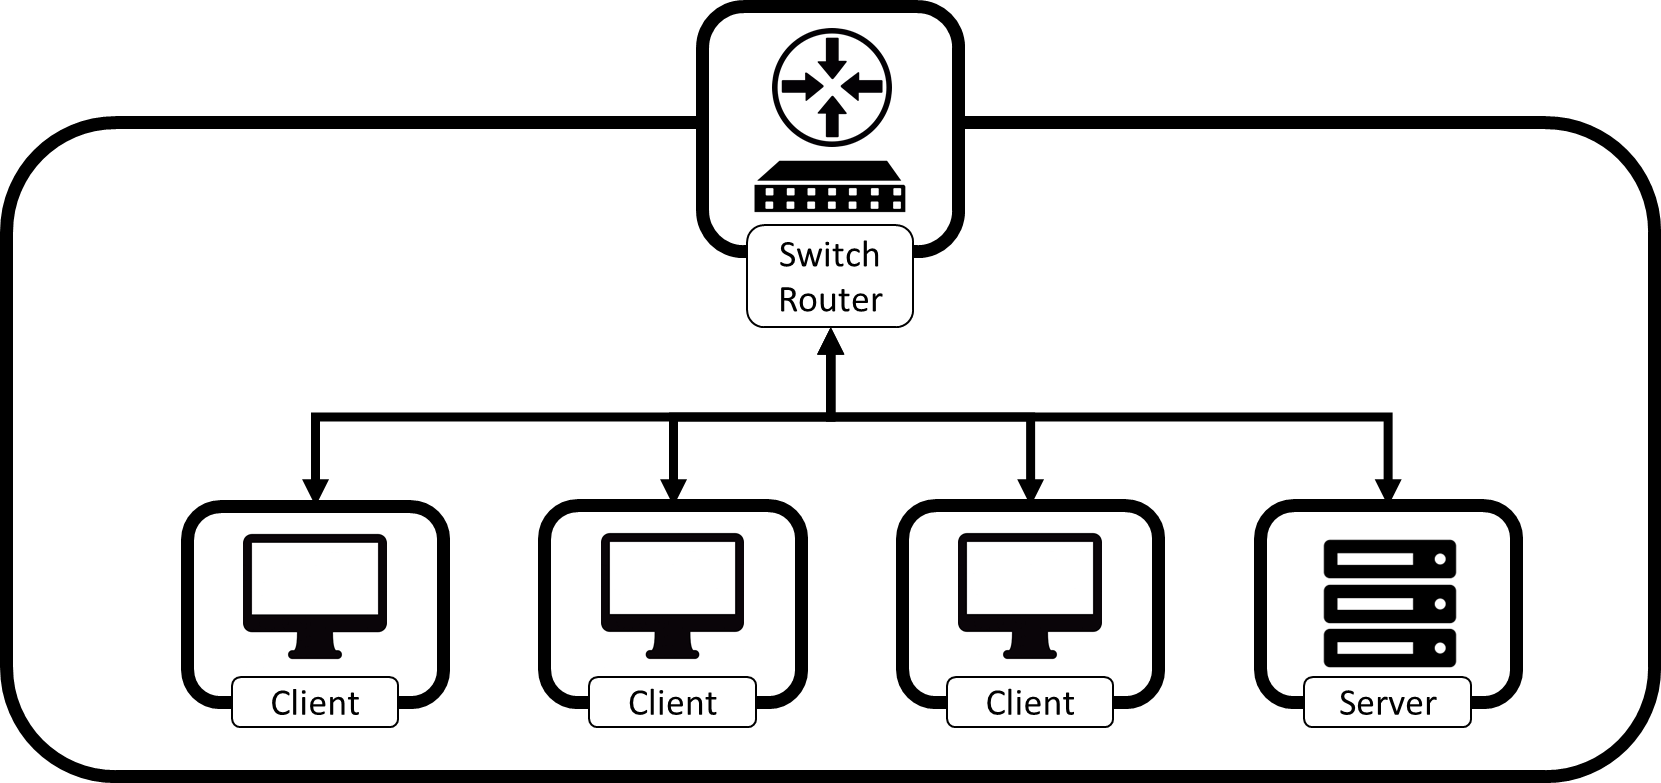 Switch
Router
Client
Client
Client
Server